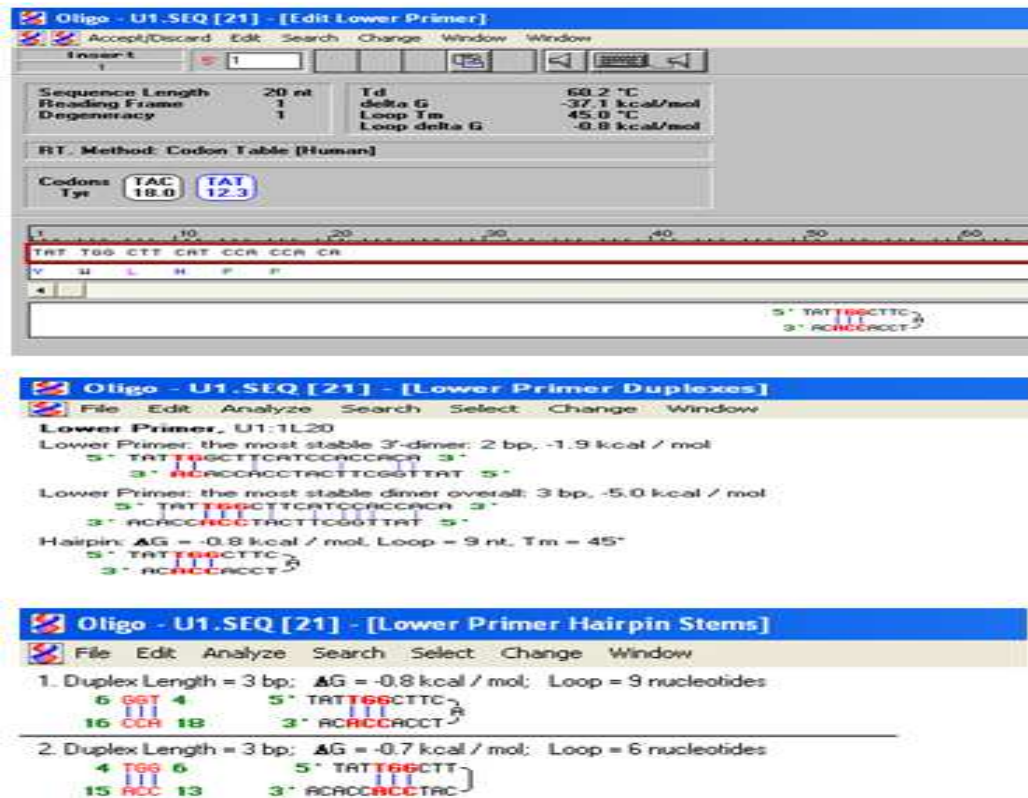 Oligo - U1.SEQ [21] - [Edit Lower Primer]
Accept/Discard Edit Search Change Window Window
Insert
1
1
Sequence Length 20 nt Td 60.2 °C
Reading Frame 1 delta G -37.1 kcal/mol
Degeneracy 1 Loop Tm 45.0 °C
Loop delta G -0.8 kcal/mol
RT. Method: Codon Table [Human]
Codons TAC TAT
Tyr 18.0 12.3
1 10 20 30 40 50 60
TAT TGG CTT CAT CCA CCA CA
Y W L H P P
5' TATTGGCTTC A
3' ACACCACCT
Oligo - U1.SEQ [21] - [Lower Primer Duplexes]
File Edit Analyze Search Select Change Window
Lower Primer, U1:1L20
Lower Primer: the most stable 3'-dimer: 2 bp, -1.9 kcal / mol
5' TATTGGCTTCATCCACCACA 3'
3' ACACCACCTACTTCGGTTAT 5'
Lower Primer: the most stable dimer overall: 3 bp, -5.0 kcal / mol
5' TATTGGCTTCATCCACCACA 3'
3' ACACCACCTACTTCGGTTAT 5'
Hairpin: ΔG = -0.8 kcal / mol, Loop = 9 nt, Tm = 45°
5' TATTGGCTTC A
3' ACACCACCT
Oligo - U1.SEQ [21] - [Lower Primer Hairpin Stems]
File Edit Analyze Search Select Change Window
1. Duplex Length = 3 bp; ΔG = -0.8 kcal / mol; Loop = 9 nucleotides
6 GGT 4 5' TATTGGCTTC A
16 CCA 18 3' ACACCACCT
2. Duplex Length = 3 bp; ΔG = -0.7 kcal / mol; Loop = 6 nucleotides
4 TGG 6 5' TATTGGCTT
15 ACC 13 3' ACACCACCTAC